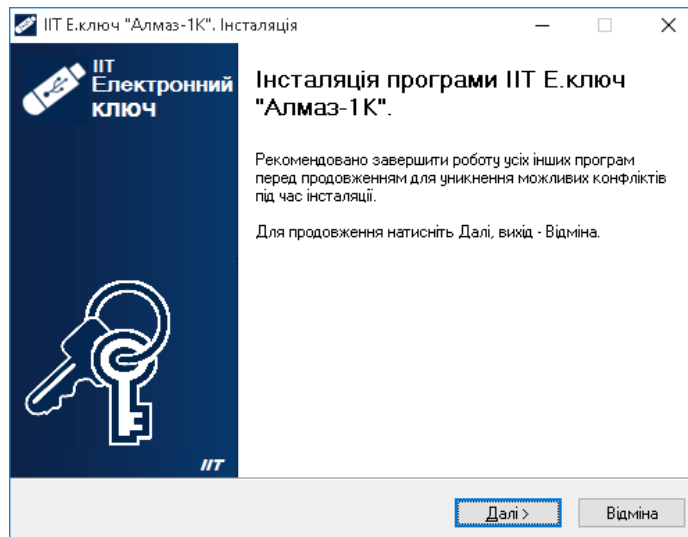 ІІТ Е.ключ "Алмаз-1К". Інсталяція
ІІТ
Електронний
ключ
Інсталяція програми ІІТ Е.ключ
"Алмаз-1К".
Рекомендовано завершити роботу усіх інших програм
перед продовженням для уникнення можливих конфліктів
під час інсталяції.
Для продовження натисніть Далі, вихід - Відміна.
ІІТ
Далі >
Відміна